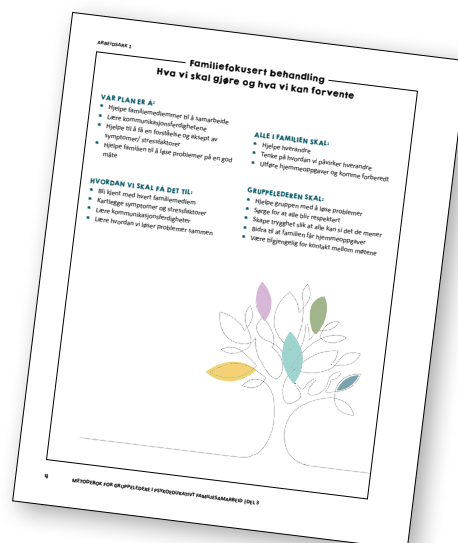 ARBEIDSARK 1
Familiefokusert behandling
Hva vi skal gjøre og hva vi kan forvente
VÅR PLAN ER Å:
• Hjelpe familiemedlemmer til å samarbeide
• Lære kommunikasjonsferdighetene
• Hjelpe til å få en forståelse og aksept av
symptomer/ stressfaktorer
• Hjelpe familien til å løse problemer på en god
måte
HVORDAN VI SKAL FÅ DET TIL:
• Bli kjent med hvert familiemedlem
• Kartlegge symptomer og stressfaktorer
• Lære kommunikasjonsferdigheter
• Lære hvordan vi løser problemer sammen
ALLE I FAMILIEN SKAL:
• Hjelpe hverandre
• Tenke på hvordan vi påvirker hverandre
• Utføre hjemmeoppgaver og komme forberedt
GRUPPELEDEREN SKAL:
• Hjelpe gruppen med å løse problemer
• Sørge for at alle blir respektert
• Skape trygghet slik at alle kan si det de mener
• Bidra til at familien får hjemmeoppgaver
• Være tilgjengelig for kontakt mellom møtene
4 METODEBOK FOR GRUPPELEDERE I PSYKOEDUKATIVT FAMILIESAMARBEID | DEL 3